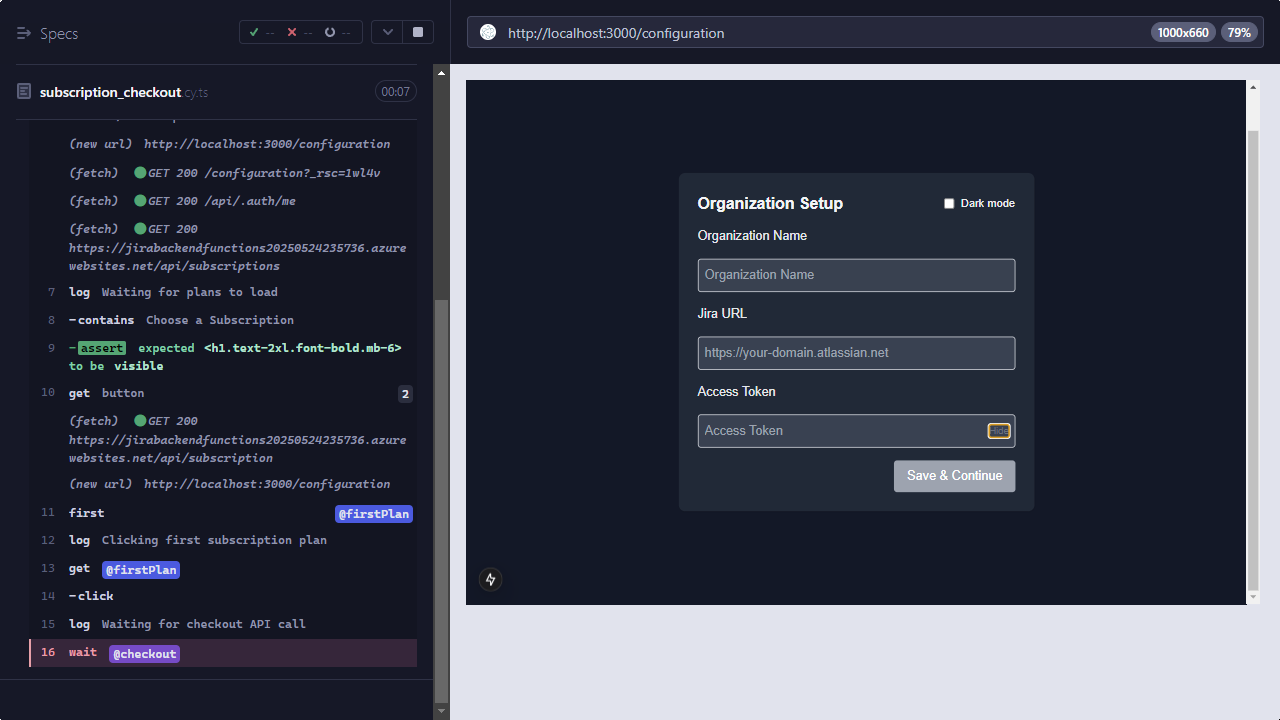 Specs
--
--
--
http://localhost:3000/configuration
1000x660
79%
subscription_checkout.cy.ts
00:07
(new url) http://localhost:3000/configuration
(fetch) GET 200 /configuration?_rsc=1wl4v
(fetch) GET 200 /api/.auth/me
(fetch) GET 200
https://jirabackendfunctions20250524235736.azure
websites.net/api/subscriptions
7 log Waiting for plans to load
8 -contains Choose a Subscription
9 -assert expected <h1.text-2xl.font-bold.mb-6>
to be visible
10 get button 2
(fetch) GET 200
https://jirabackendfunctions20250524235736.azure
websites.net/api/subscription
(new url) http://localhost:3000/configuration
11 first @firstPlan
12 log Clicking first subscription plan
13 get @firstPlan
14 -click
15 log Waiting for checkout API call
16 wait @checkout
Organization Setup
Dark mode
Organization Name
Organization Name
Jira URL
https://your-domain.atlassian.net
Access Token
Access Token
Hide
Save & Continue